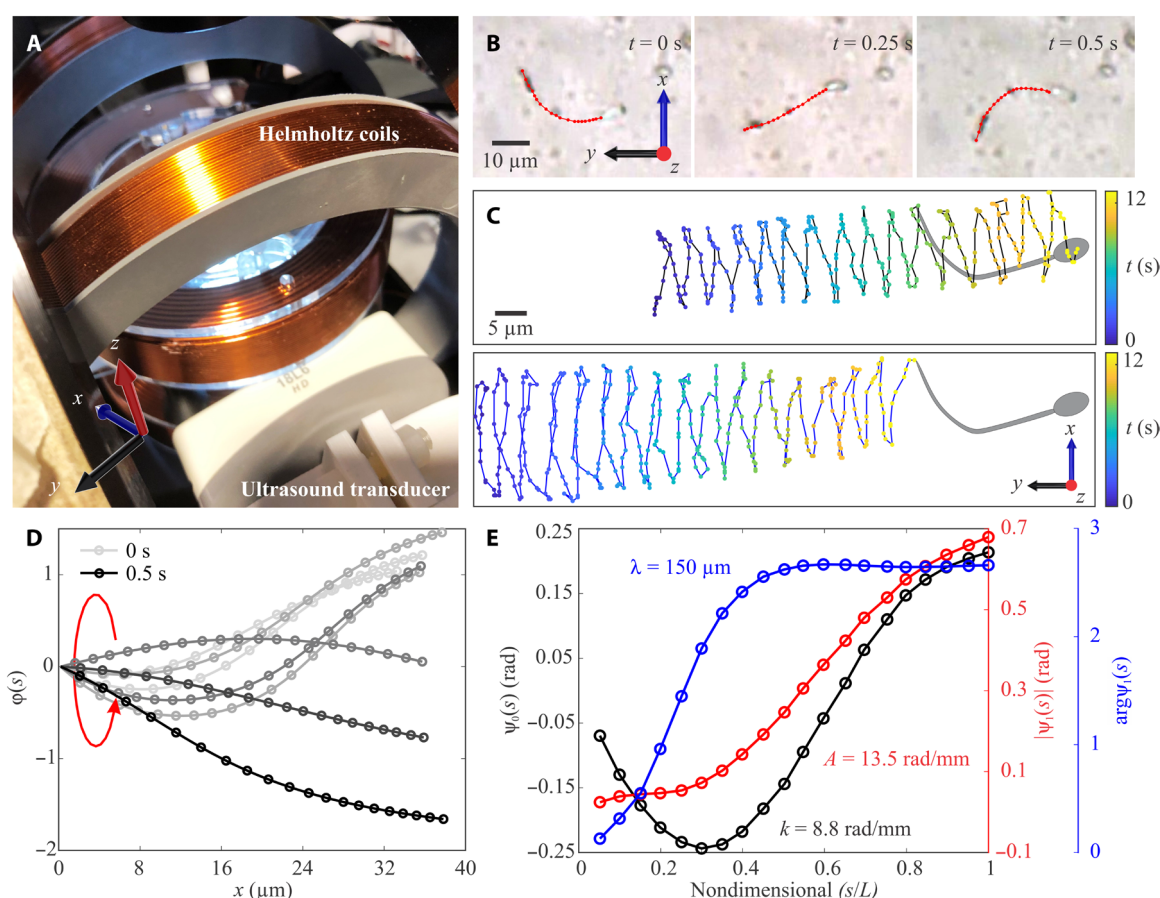 A
Helmholtz coils
18L6
HD
z
x
y
Ultrasound transducer
B
t = 0 s
t = 0.25 s
t = 0.5 s
x
y
z
10 µm
C
5 µm
12
t (s)
0
12
t (s)
0
x
y
z
D
0 s
0.5 s
1
0
−1
−2
φ(s)
0
8
16
24
32
40
x (µm)
E
0.25
0.15
0.05
−0.05
−0.15
−0.25
ψ₀(s) (rad)
λ = 150 µm
A = 13.5 rad/mm
k = 8.8 rad/mm
0
0.2
0.4
0.6
0.8
1
Nondimensional (s/L)
0.7
0.5
0.3
0.1
−0.1
|ψ₁(s)| (rad)
3
2
1
0
argψ₁(s)